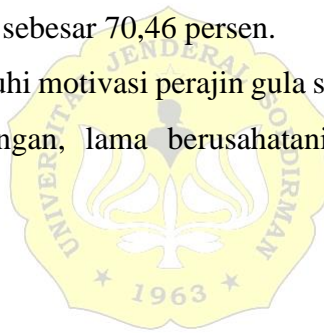 sebesar 70,46 persen.
uhi motivasi perajin gula s
ngan, lama berusahatani
UNIVERSITAS JENDERAL SOEDIRMAN
1963